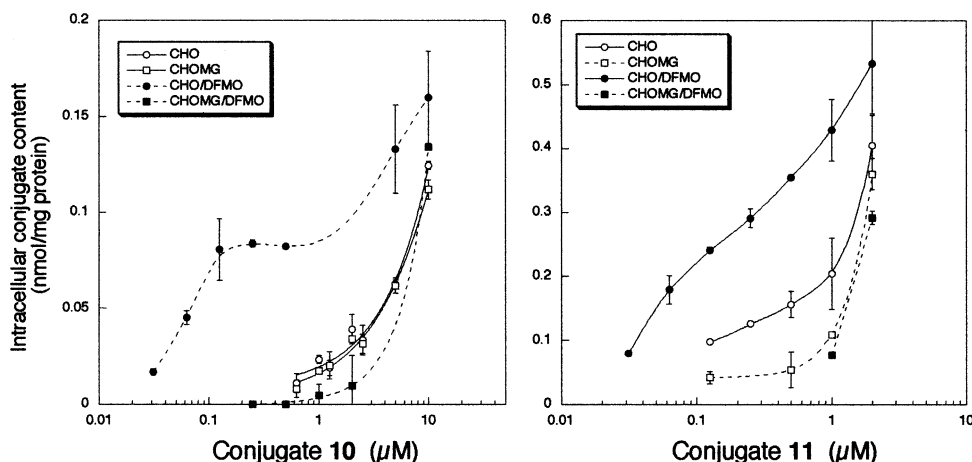 Intracellular conjugate content
(nmol/mg protein)
0.2
0.15
0.1
0.05
0
CHO
CHOMG
CHO/DFMO
CHOMG/DFMO
0.01
0.1
1
10
100
Conjugate 10 (µM)
0.6
0.5
0.4
0.3
0.2
0.1
0
CHO
CHOMG
CHO/DFMO
CHOMG/DFMO
0.01
0.1
1
10
Conjugate 11 (µM)